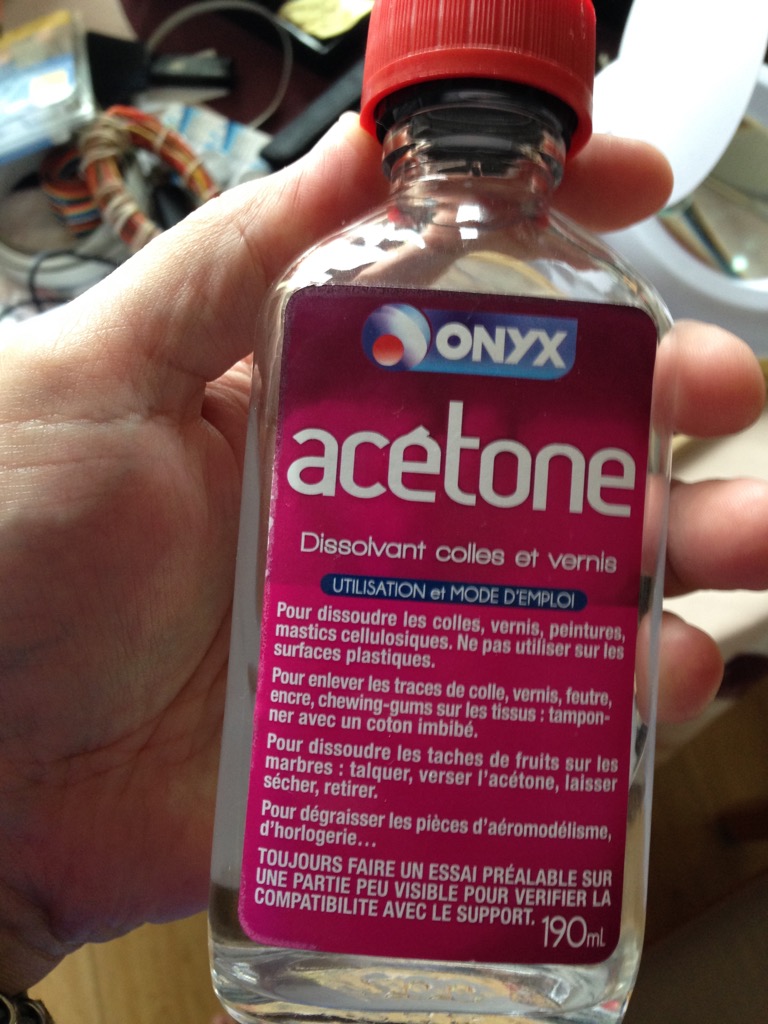 ONYX
acétone
Dissolvant colles et vernis
UTILISATION et MODE D'EMPLOI
Pour dissoudre les colles, vernis, peintures,
mastics cellulosiques. Ne pas utiliser sur les
surfaces plastiques.
Pour enlever les traces de colle, vernis, feutre,
encre, chewing-gums sur les tissus : tampon-
ner avec un coton imbibé.
Pour dissoudre les taches de fruits sur les
marbres : talquer, verser l'acétone, laisser
sécher, retirer.
Pour dégraisser les pièces d'aéromodélisme,
d'horlogerie...
TOUJOURS FAIRE UN ESSAI PRÉALABLE SUR
UNE PARTIE PEU VISIBLE POUR VERIFIER LA
COMPATIBILITE AVEC LE SUPPORT.
190mL